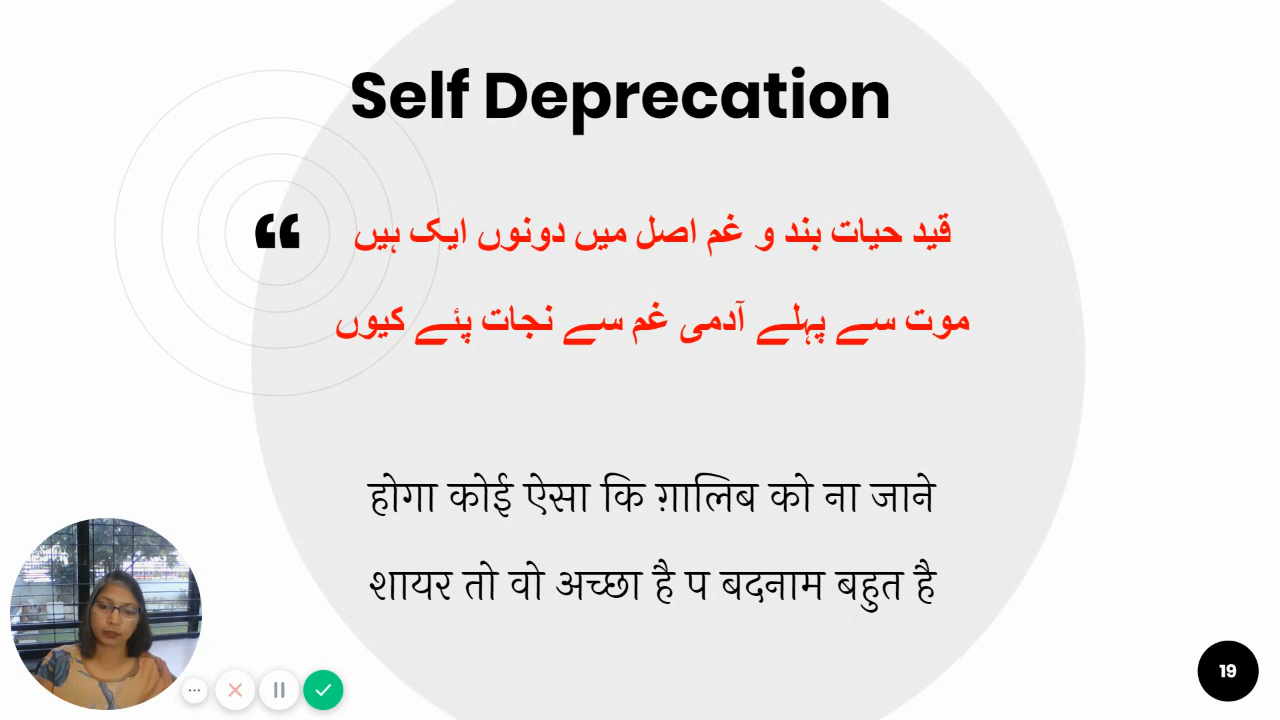 Self Deprecation
“
قید حیات بند و غم اصل میں دونوں ایک ہیں
موت سے پہلے آدمی غم سے نجات پئے کیوں
होगा कोई ऐसा कि ग़ालिब को ना जाने
शायर तो वो अच्छा है प बदनाम बहुत है
19